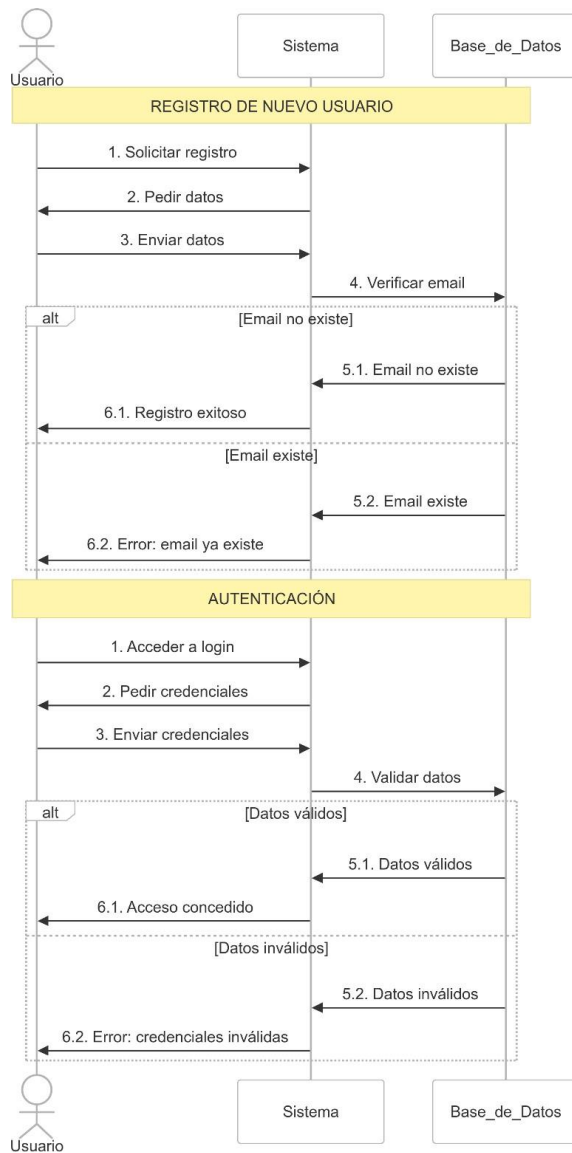 Usuario
Sistema
Base_de_Datos
REGISTRO DE NUEVO USUARIO
1. Solicitar registro
2. Pedir datos
3. Enviar datos
4. Verificar email
alt
[Email no existe]
5.1. Email no existe
6.1. Registro exitoso
[Email existe]
5.2. Email existe
6.2. Error: email ya existe
AUTENTICACIÓN
1. Acceder a login
2. Pedir credenciales
3. Enviar credenciales
4. Validar datos
alt
[Datos válidos]
5.1. Datos válidos
6.1. Acceso concedido
[Datos inválidos]
5.2. Datos inválidos
6.2. Error: credenciales inválidas
Usuario
Sistema
Base_de_Datos